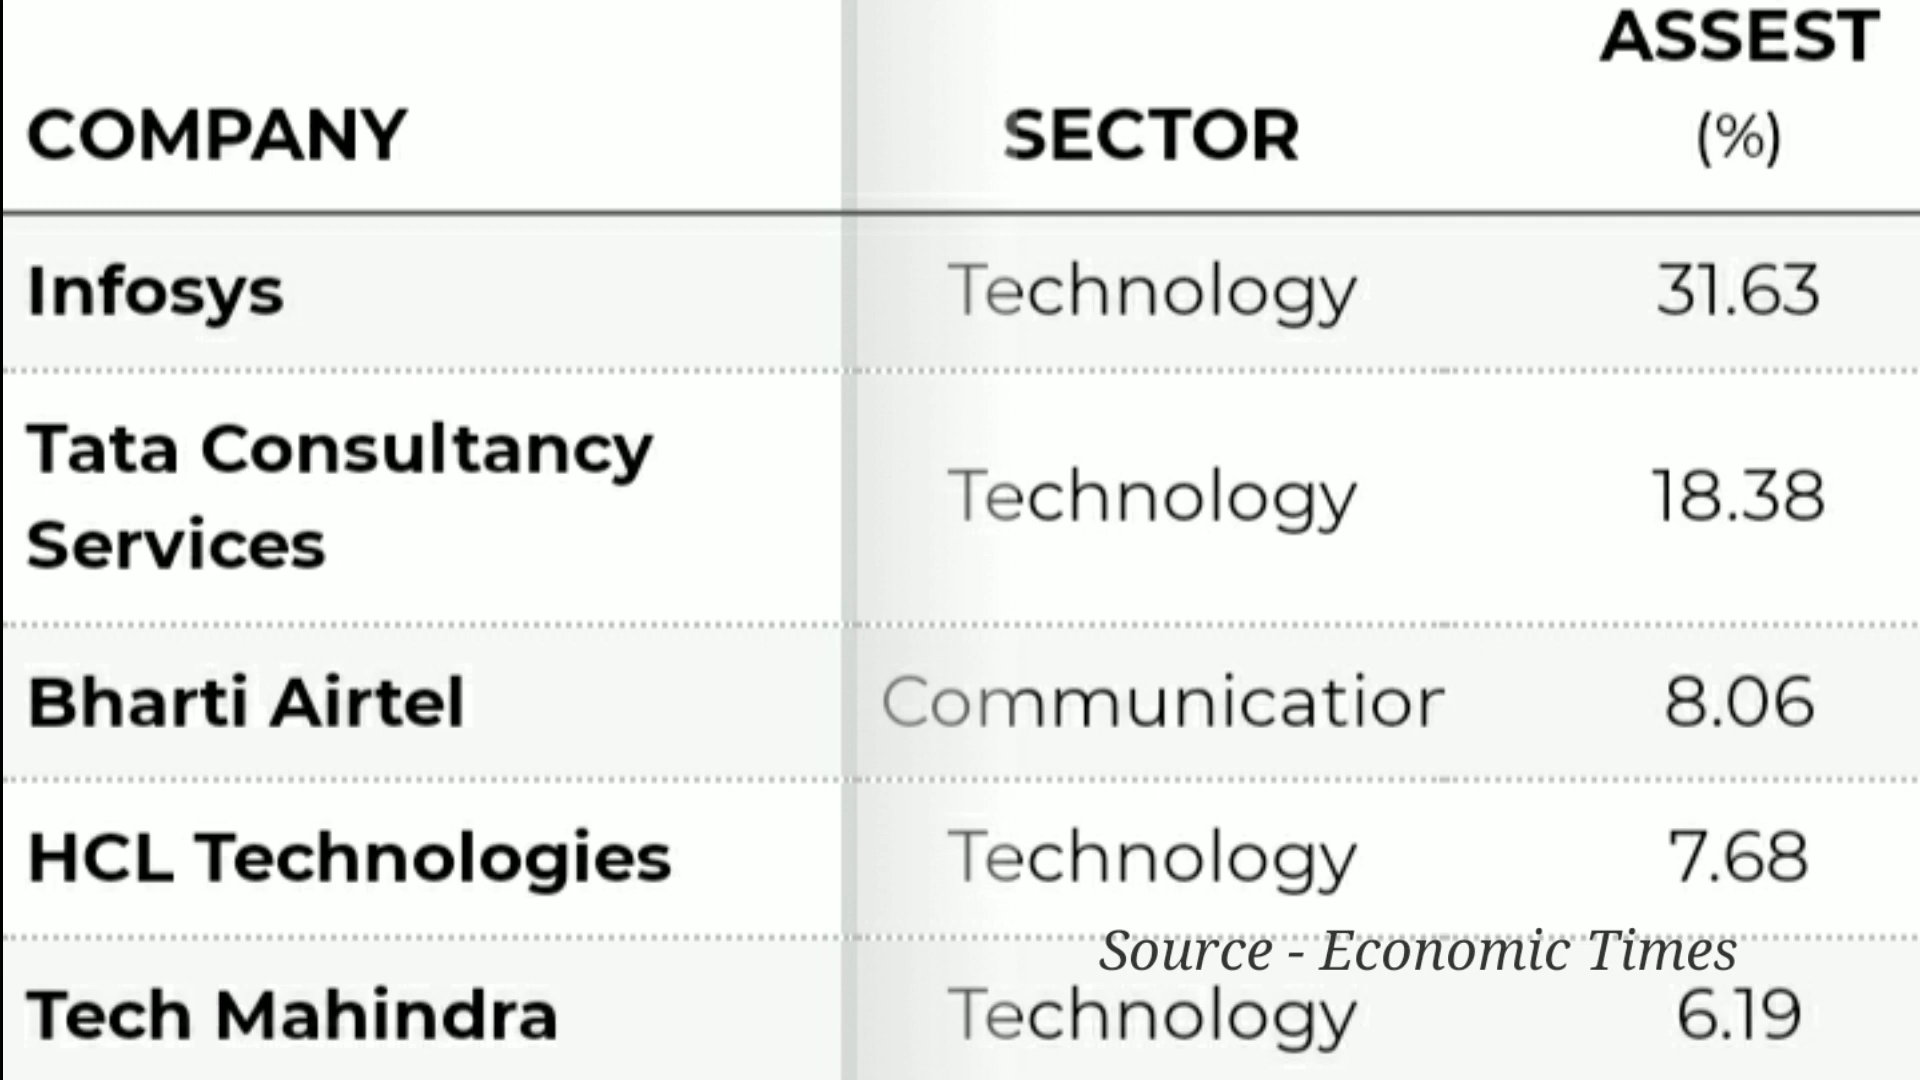 ASSEST
COMPANY SECTOR (%)
Infosys Technology 31.63
Tata Consultancy
Services Technology 18.38
Bharti Airtel Communicatior 8.06
HCL Technologies Technology 7.68
Source - Economic Times
Tech Mahindra Technology 6.19